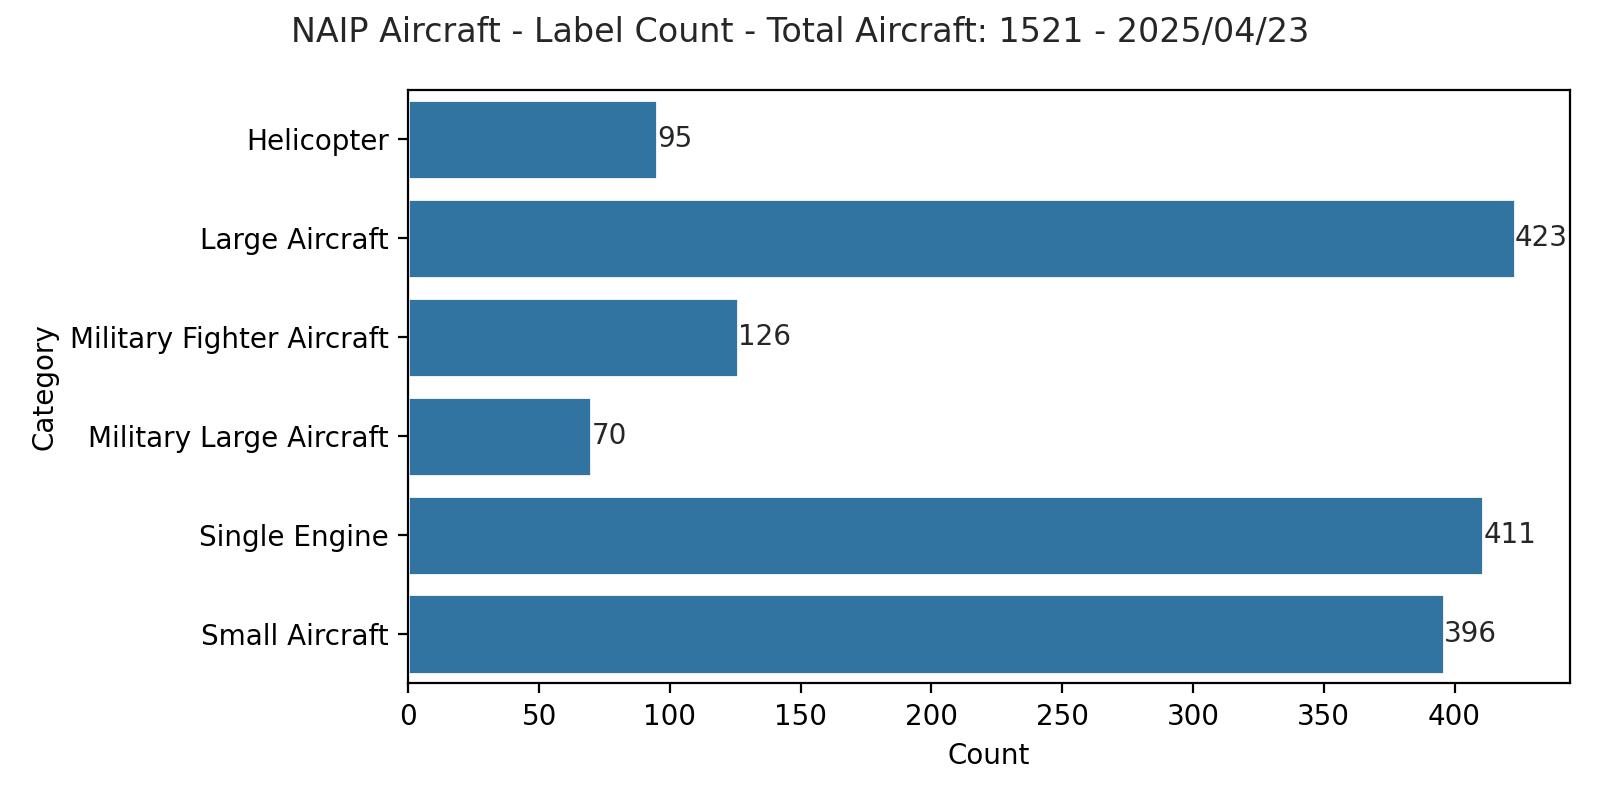 NAIP Aircraft - Label Count - Total Aircraft: 1521 - 2025/04/23
Helicopter 95
Large Aircraft 423
Military Fighter Aircraft 126
Military Large Aircraft 70
Single Engine 411
Small Aircraft 396
Category
0 50 100 150 200 250 300 350 400
Count